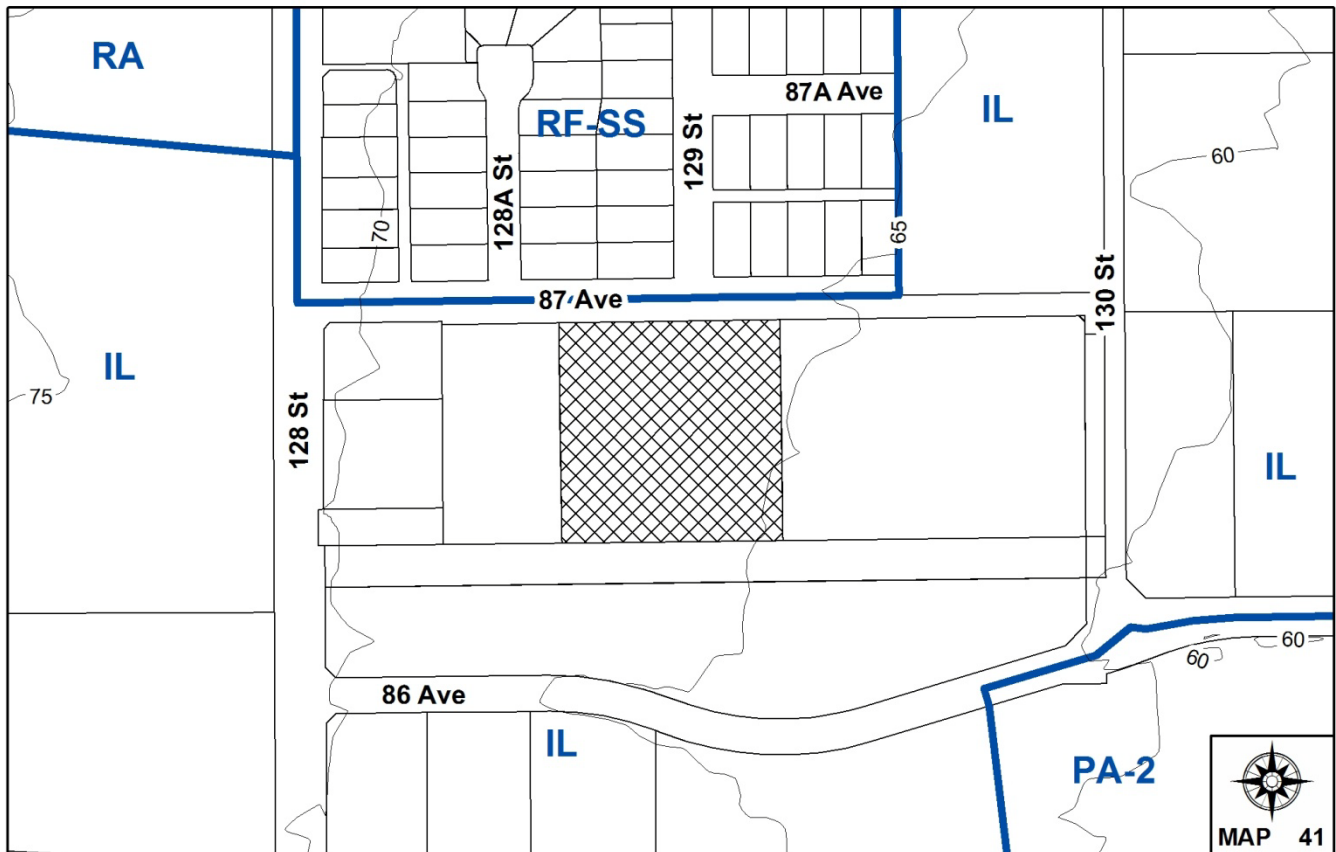 RA
87A Ave
IL
RF-SS
129 St
60
128A St
70
65
87 Ave
130 St
IL
75
128 St
IL
60
60
86 Ave
IL
PA-2
MAP 41